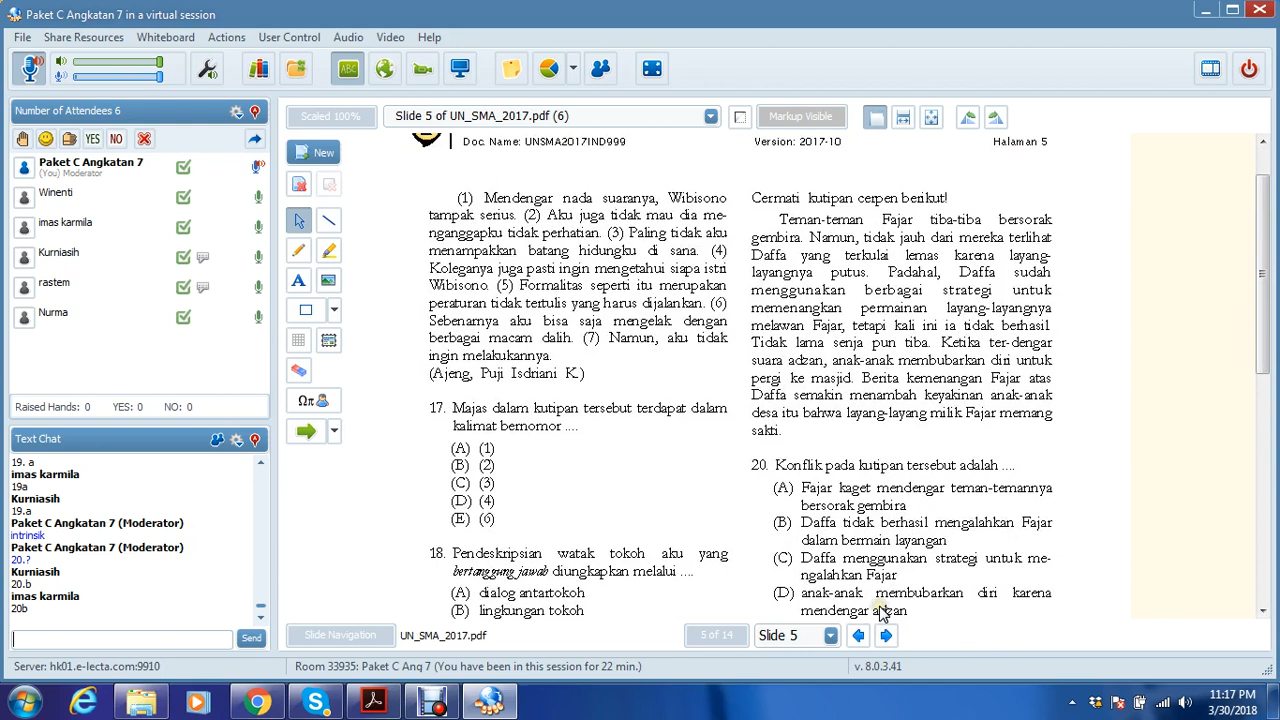 Paket C Angkatan 7 in a virtual session
File Share Resources Whiteboard Actions User Control Audio Video Help
ABC
Number of Attendees 6
YES NO
Paket C Angkatan 7
(You) Moderator
Winenti
imas karmila
Kurniasih
rastem
Nurma
Raised Hands: 0 YES: 0 NO: 0
Text Chat
19. a
imas karmila
19a
Kurniasih
19.a
Paket C Angkatan 7 (Moderator)
intrinsik
Paket C Angkatan 7 (Moderator)
20.?
Kurniasih
20.b
imas karmila
20b
Send
Scaled 100% Slide 5 of UN_SMA_2017.pdf (6) Markup Visible
New
A
Ωπ
Doc. Name: UNSMA2017IND999 Version: 2017-10 Halaman 5
(1) Mendengar nada suaranya, Wibisono
tampak serius. (2) Aku juga tidak mau dia me-
nganggapku tidak perhatian. (3) Paling tidak aku
menampakkan batang hidungku di sana. (4)
Koleganya juga pasti ingin mengetahui siapa istri
Wibisono. (5) Formalitas seperti itu merupakan
peraturan tidak tertulis yang harus dijalankan. (6)
Sebenarnya aku bisa saja mengelak dengan
berbagai macam dalih. (7) Namun, aku tidak
ingin melakukannya.
(Ajeng, Puji Isdriani K.)
17. Majas dalam kutipan tersebut terdapat dalam
kalimat bernomor ....
(A) (1)
(B) (2)
(C) (3)
(D) (4)
(E) (6)
18. Pendeskripsian watak tokoh aku yang
bertanggung jawab diungkapkan melalui ....
(A) dialog antartokoh
(B) lingkungan tokoh
Cermati kutipan cerpen berikut!
Teman-teman Fajar tiba-tiba bersorak
gembira. Namun, tidak jauh dari mereka terlihat
Daffa yang terkulai lemas karena layang-
layangnya putus. Padahal, Daffa sudah
menggunakan berbagai strategi untuk
memenangkan permainan layang-layangnya
melawan Fajar, tetapi kali ini ia tidak berhasil.
Tidak lama senja pun tiba. Ketika ter-dengar
suara adzan, anak-anak membubarkan diri untuk
pergi ke masjid. Berita kemenangan Fajar atas
Daffa semakin menambah keyakinan anak-anak
desa itu bahwa layang-layang milik Fajar memang
sakti.
20. Konflik pada kutipan tersebut adalah ....
(A) Fajar kaget mendengar teman-temannya
bersorak gembira
(B) Daffa tidak berhasil mengalahkan Fajar
dalam bermain layangan
(C) Daffa menggunakan strategi untuk me-
ngalahkan Fajar
(D) anak-anak membubarkan diri karena
mendengar
Slide Navigation UN_SMA_2017.pdf 5 of 14 Slide 5
Server: hk01.e-lecta.com:9910 Room 33935: Paket C Ang 7 (You have been in this session for 22 min.) v. 8.0.3.41
11:17 PM
3/30/2018